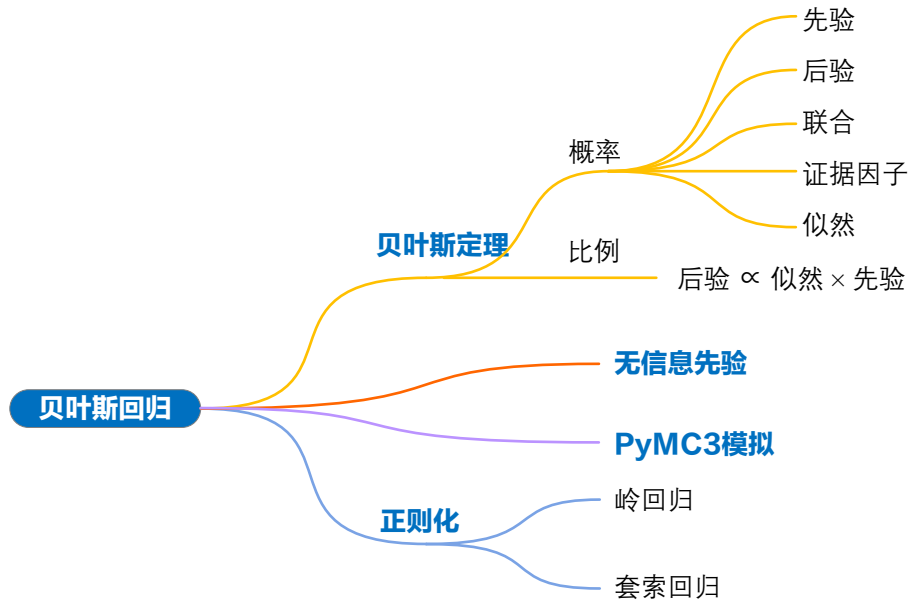 先验
后验
联合
概率
证据因子
似然
贝叶斯定理
比例
后验 ∝ 似然 × 先验
无信息先验
贝叶斯回归
PyMC3模拟
岭回归
正则化
套索回归